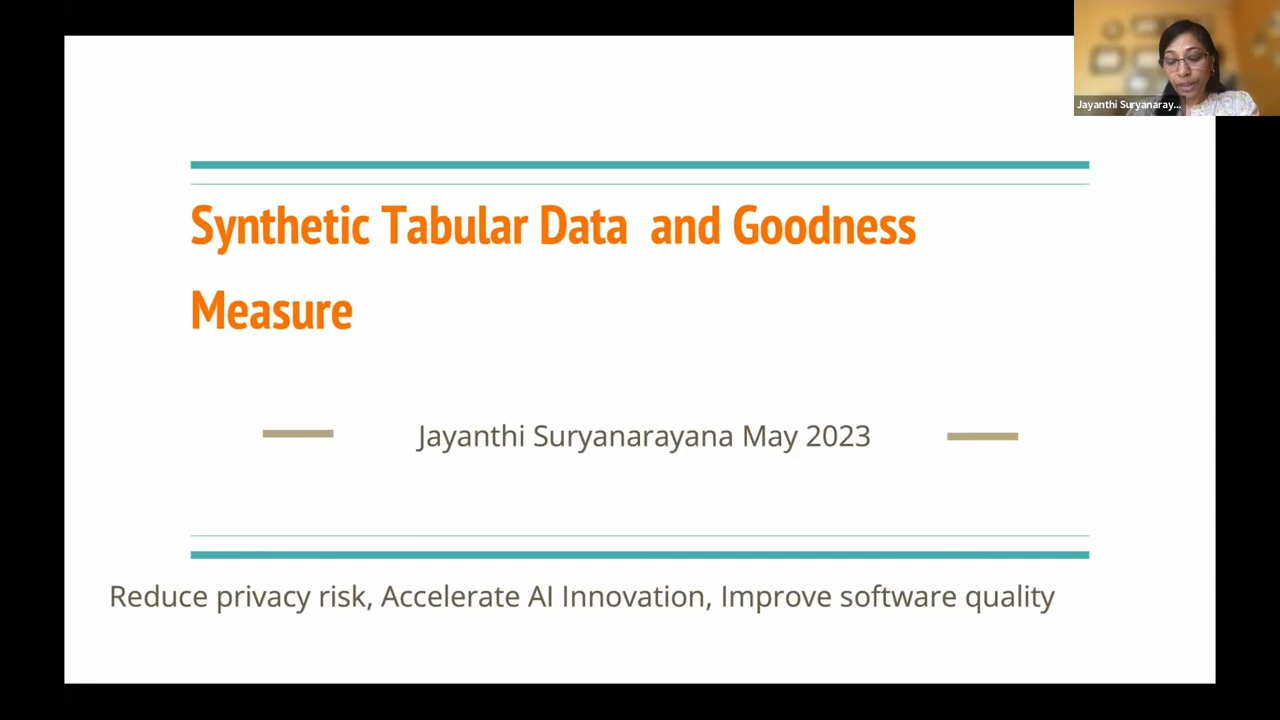 Jayanthi Suryanaray...
Synthetic Tabular Data and Goodness
Measure
Jayanthi Suryanarayana May 2023
Reduce privacy risk, Accelerate AI Innovation, Improve software quality